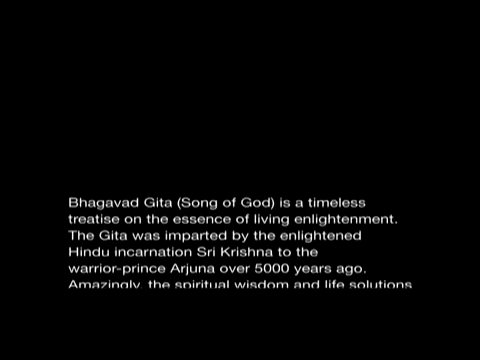 Bhagavad Gita (Song of God) is a timeless
treatise on the essence of living enlightenment.
The Gita was imparted by the enlightened
Hindu incarnation Sri Krishna to the
warrior-prince Arjuna over 5000 years ago.
Amazingly, the spiritual wisdom and life solutions